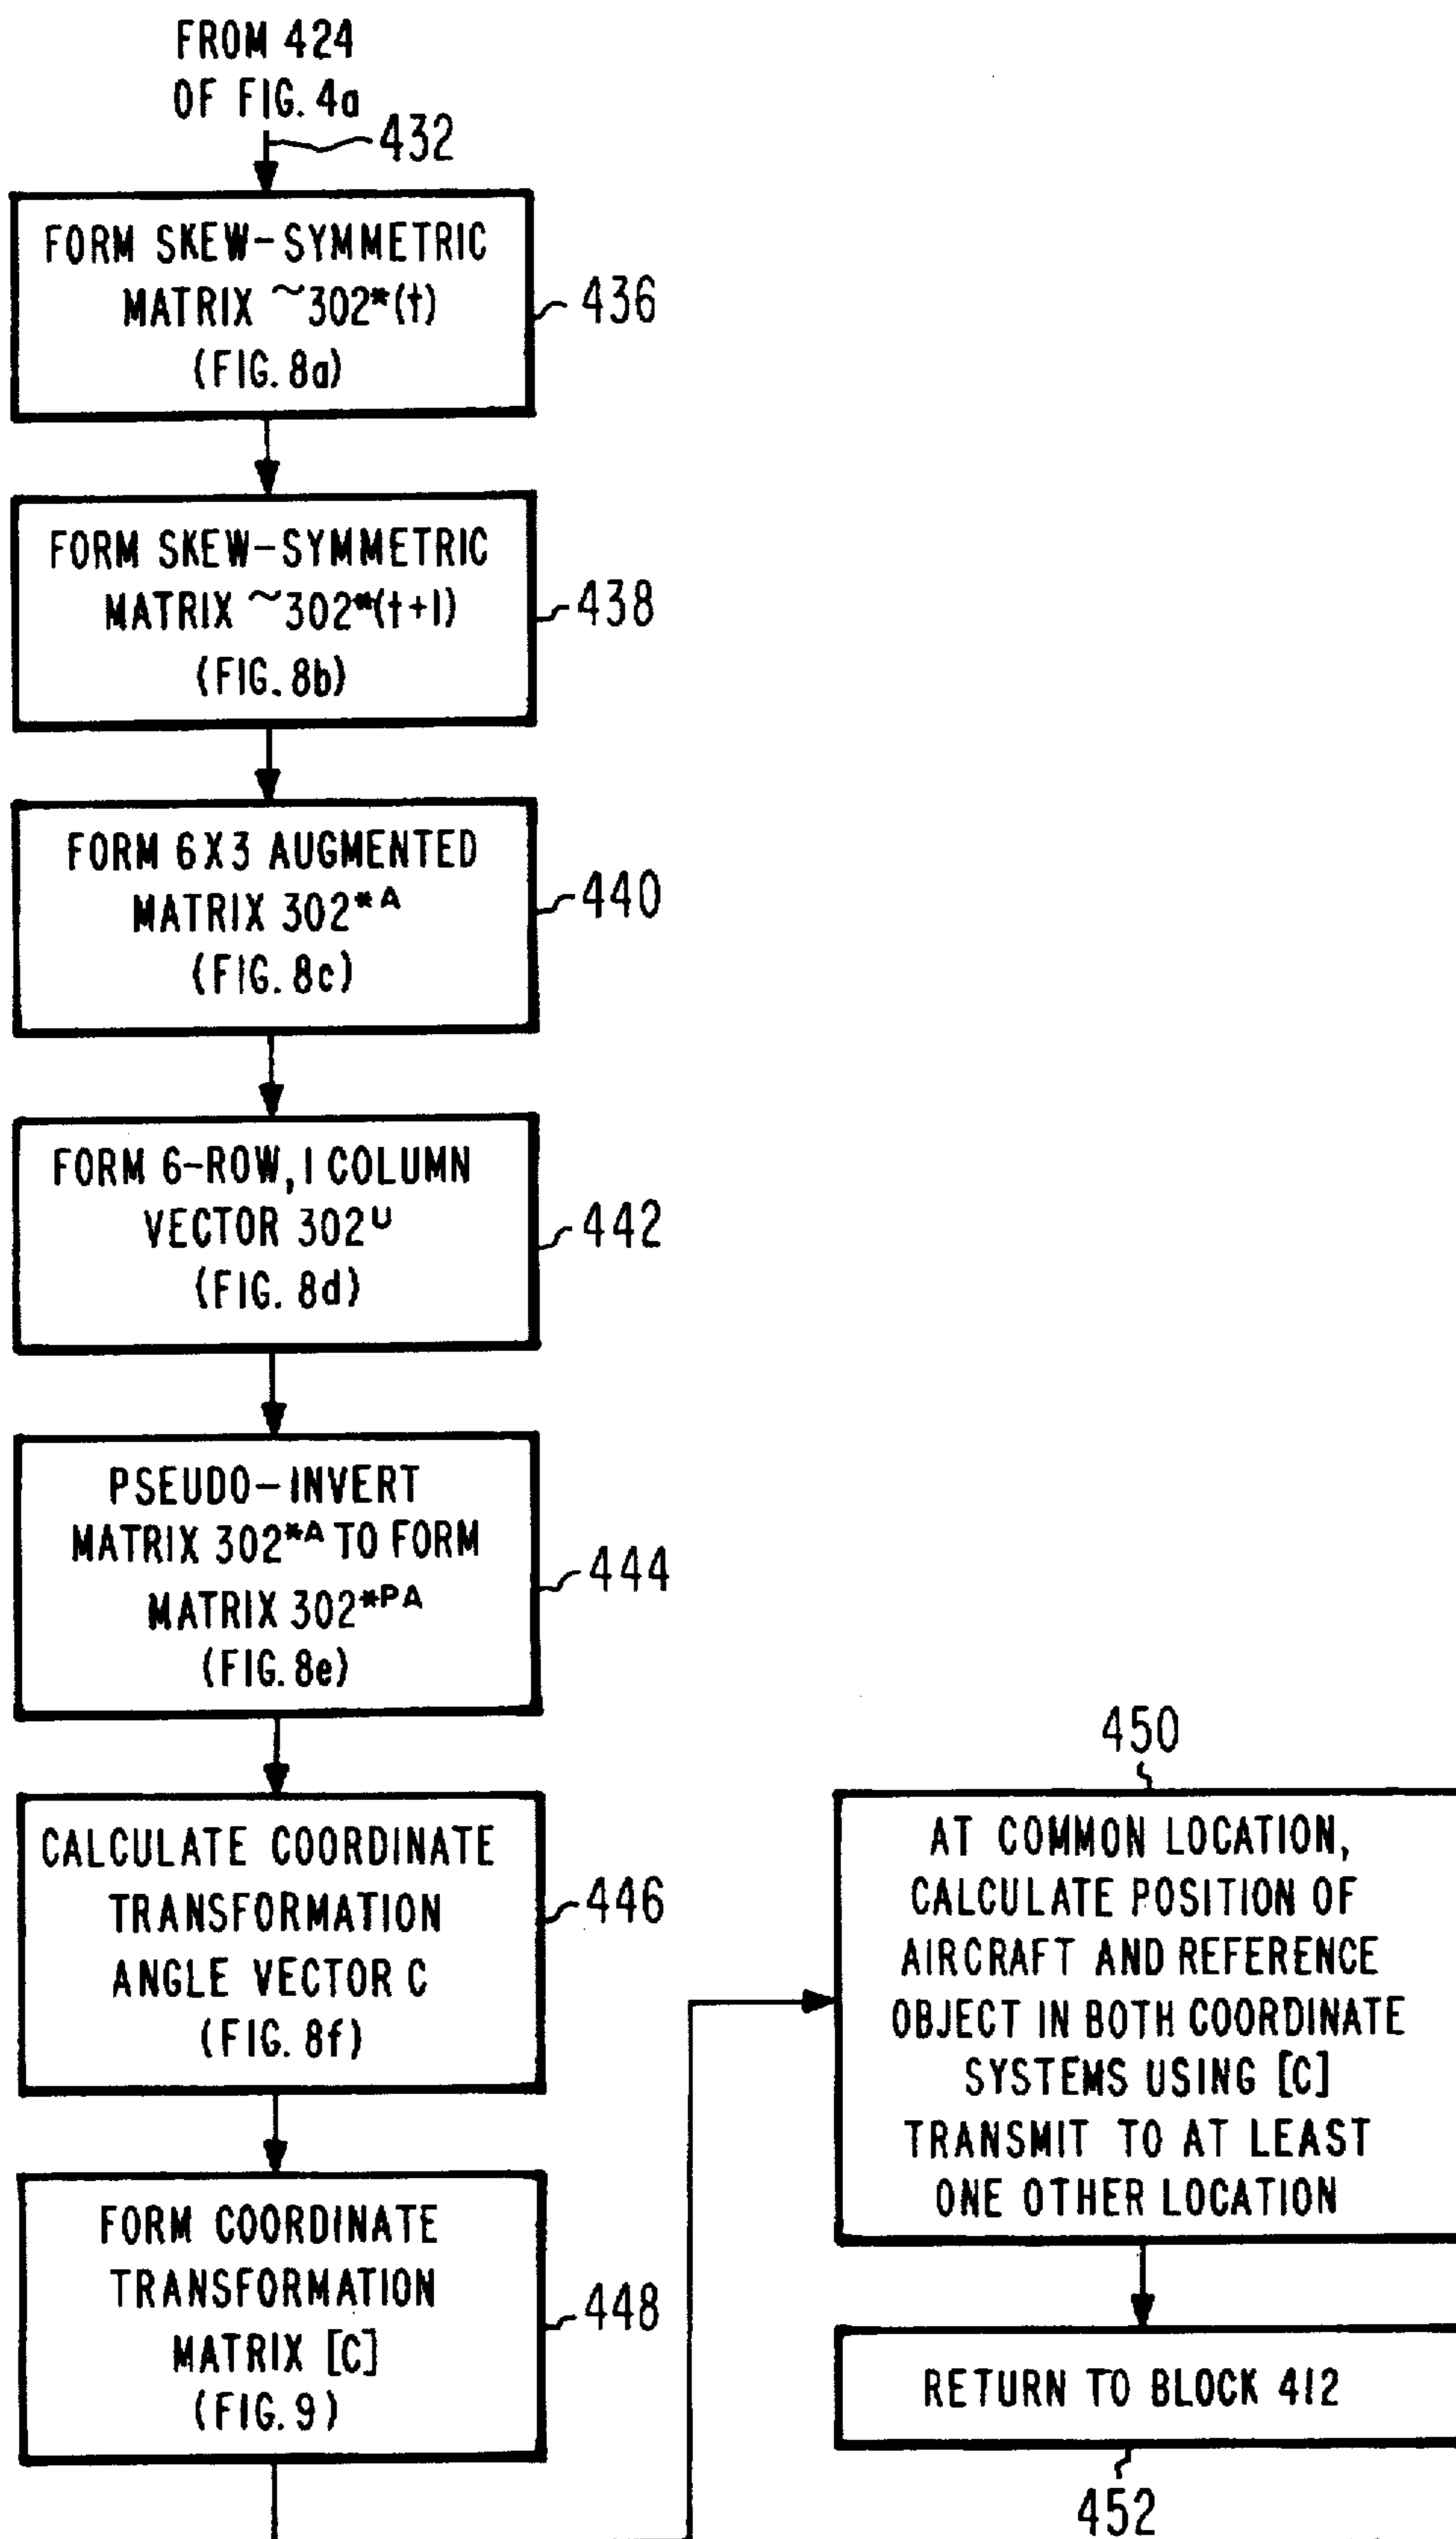 FROM 424
OF FIG. 4a
432
FORM SKEW-SYMMETRIC
MATRIX ~302*(t)
(FIG. 8a)
436
FORM SKEW-SYMMETRIC
MATRIX ~302*(t+1)
(FIG. 8b)
438
FORM 6X3 AUGMENTED
MATRIX 302*A
(FIG. 8c)
440
FORM 6-ROW, 1 COLUMN
VECTOR 302U
(FIG. 8d)
442
PSEUDO-INVERT
MATRIX 302*A TO FORM
MATRIX 302*PA
(FIG. 8e)
444
CALCULATE COORDINATE
TRANSFORMATION
ANGLE VECTOR C
(FIG. 8f)
446
FORM COORDINATE
TRANSFORMATION
MATRIX [C]
(FIG. 9)
448
450
AT COMMON LOCATION,
CALCULATE POSITION OF
AIRCRAFT AND REFERENCE
OBJECT IN BOTH COORDINATE
SYSTEMS USING [C]
TRANSMIT TO AT LEAST
ONE OTHER LOCATION
RETURN TO BLOCK 412
452